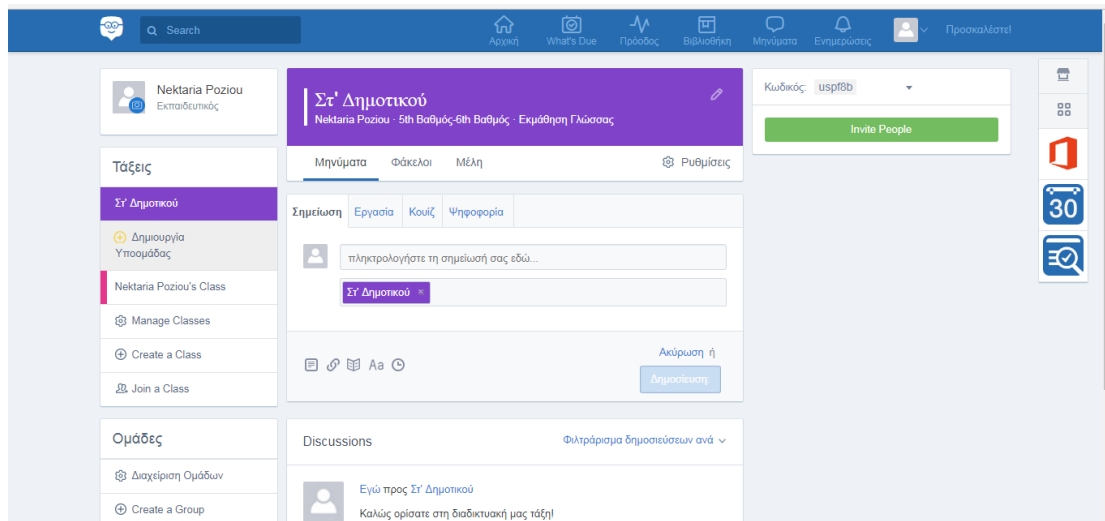 Search
Αρχική
What's Due
Πρόοδος
Βιβλιοθήκη
Μηνύματα
Ενημερώσεις
Προσκαλέστε!
Nektaria Poziou
Εκπαιδευτικός
Τάξεις
Στ' Δημοτικού
Δημιουργία
Υποομάδας
Nektaria Poziou's Class
Manage Classes
Create a Class
Join a Class
Ομάδες
Διαχείριση Ομάδων
Create a Group
Στ' Δημοτικού
Nektaria Poziou · 5th Βαθμός-6th Βαθμός · Εκμάθηση Γλώσσας
Μηνύματα Φάκελοι Μέλη Ρυθμίσεις
Σημείωση Εργασία Κουίζ Ψηφοφορία
πληκτρολογήστε τη σημείωσή σας εδώ...
Στ' Δημοτικού ×
Aa
Ακύρωση ή
Δημοσίευση:
Discussions Φιλτράρισμα δημοσιεύσεων ανά
Εγώ προς Στ' Δημοτικού
Καλώς ορίσατε στη διαδικτυακή μας τάξη!
Κωδικός: uspf8b
Invite People
30